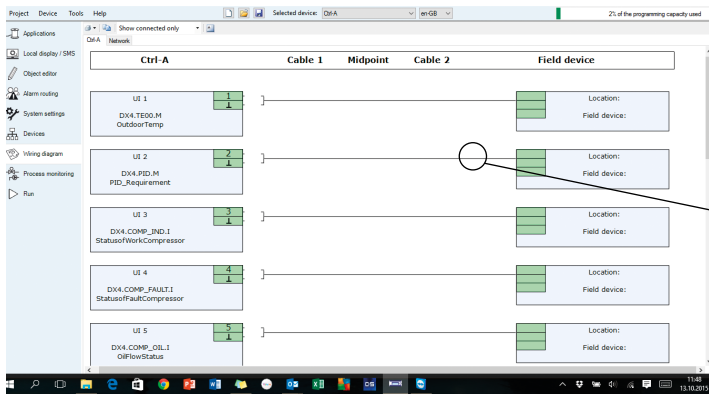 Project Device Tools Help Selected device: Ctrl-A en-GB 2% of the programming capacity used
Applications
Show connected only
Ctrl-A Network
Local display / SMS
Ctrl-A Cable 1 Midpoint Cable 2 Field device
Object editor
Alarm routing
UI 1 1 Location:
System settings
DX4.TE00.M Field device:
OutdoorTemp
Devices
Wiring diagram
UI 2 2 Location:
Process monitoring
DX4.PID.M Field device:
PID_Requirement
Run
UI 3 3 Location:
DX4.COMP_IND.I Field device:
StatusofWorkCompressor
UI 4 4 Location:
DX4.COMP_FAULT.I Field device:
StatusofFaultCompressor
UI 5 5 Location:
DX4.COMP_OIL.I Field device:
OilFlowStatus
11:48
13.10.2015